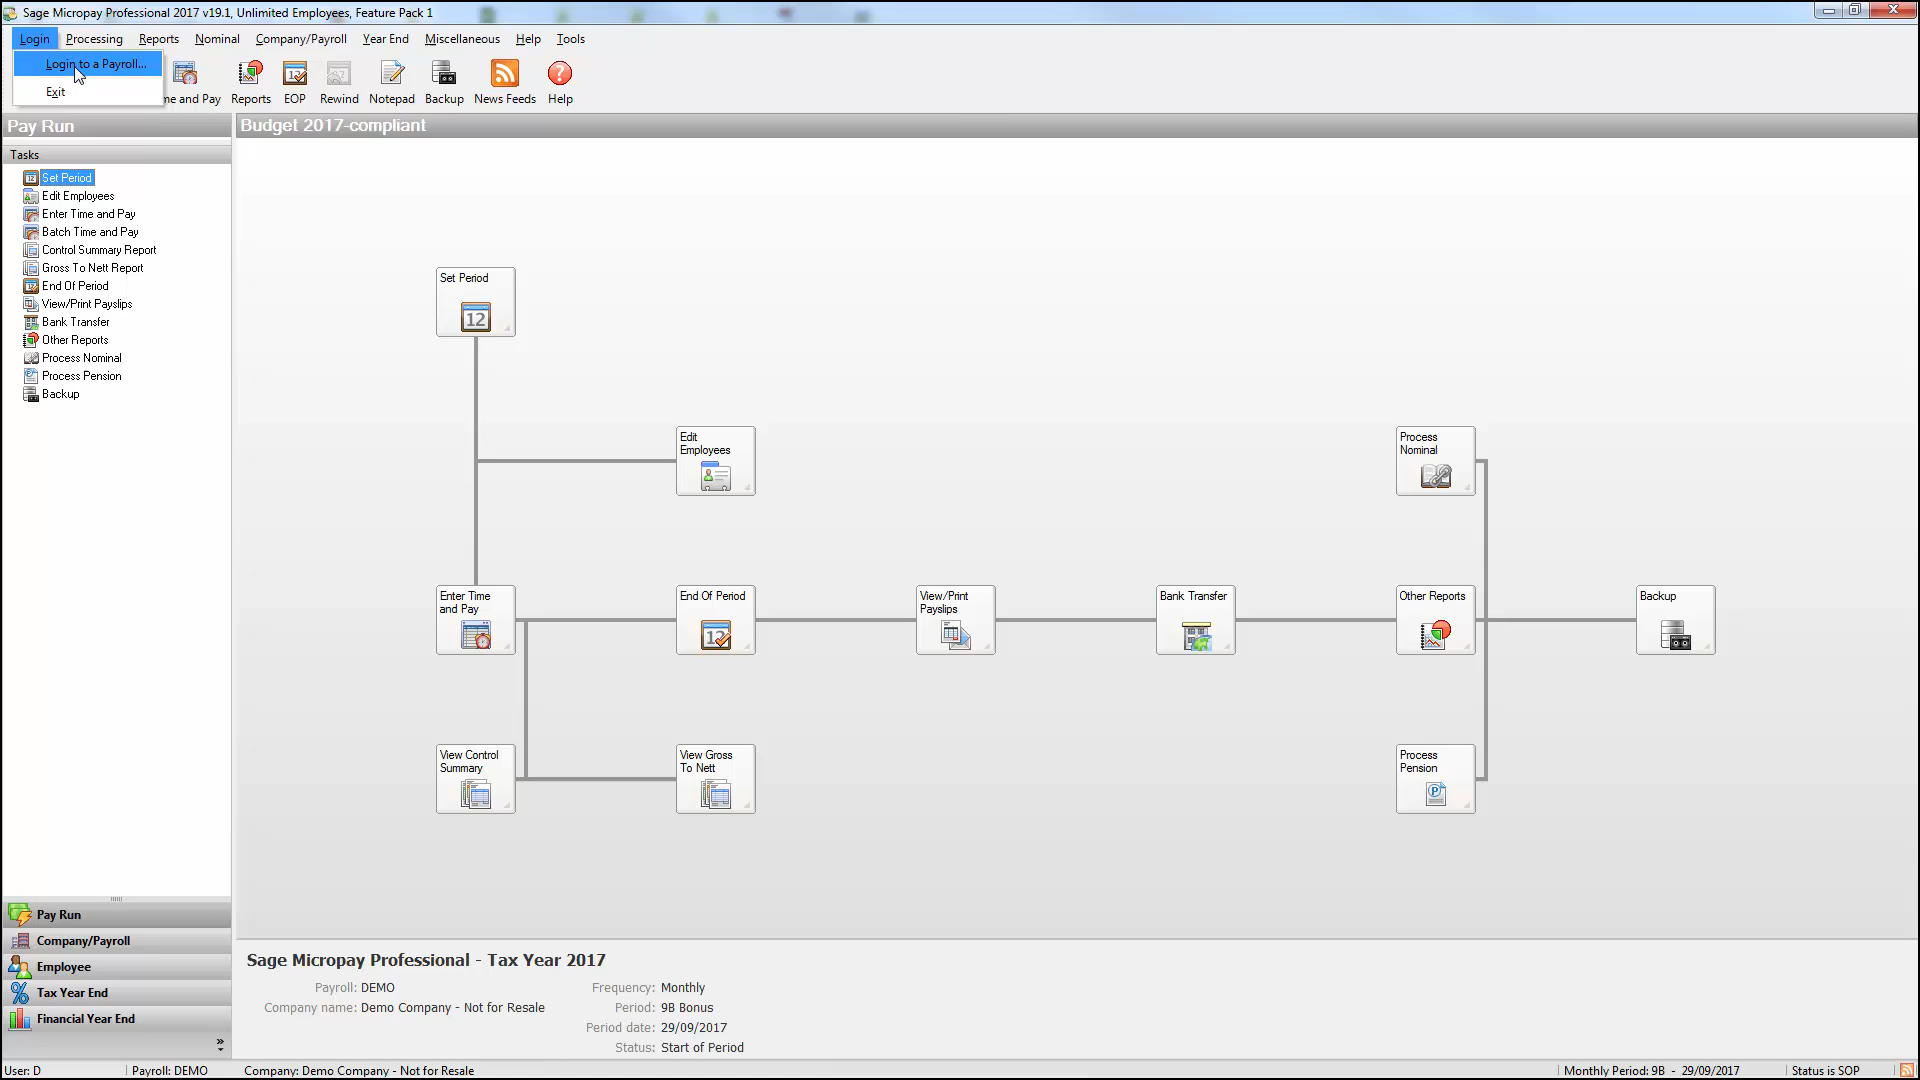 Sage Micropay Professional 2017 v19.1, Unlimited Employees, Feature Pack 1
Login Processing Reports Nominal Company/Payroll Year End Miscellaneous Help Tools
Login to a Payroll...
Exit
me and Pay Reports EOP Rewind Notepad Backup News Feeds Help
Pay Run
Budget 2017-compliant
Tasks
Set Period
Edit Employees
Enter Time and Pay
Batch Time and Pay
Control Summary Report
Gross To Nett Report
End Of Period
View/Print Payslips
Bank Transfer
Other Reports
Process Nominal
Process Pension
Backup
Set Period
12
Edit
Employees
Process
Nominal
Enter Time
and Pay
End Of Period
12
View/Print
Payslips
Bank Transfer
Other Reports
Backup
View Control
Summary
View Gross
To Nett
Process
Pension
P
Pay Run
Company/Payroll
Employee
Tax Year End
Financial Year End
Sage Micropay Professional - Tax Year 2017
Payroll: DEMO
Company name: Demo Company - Not for Resale
Frequency: Monthly
Period: 9B Bonus
Period date: 29/09/2017
Status: Start of Period
User: D Payroll: DEMO Company: Demo Company - Not for Resale Monthly Period: 9B - 29/09/2017 Status is SOP